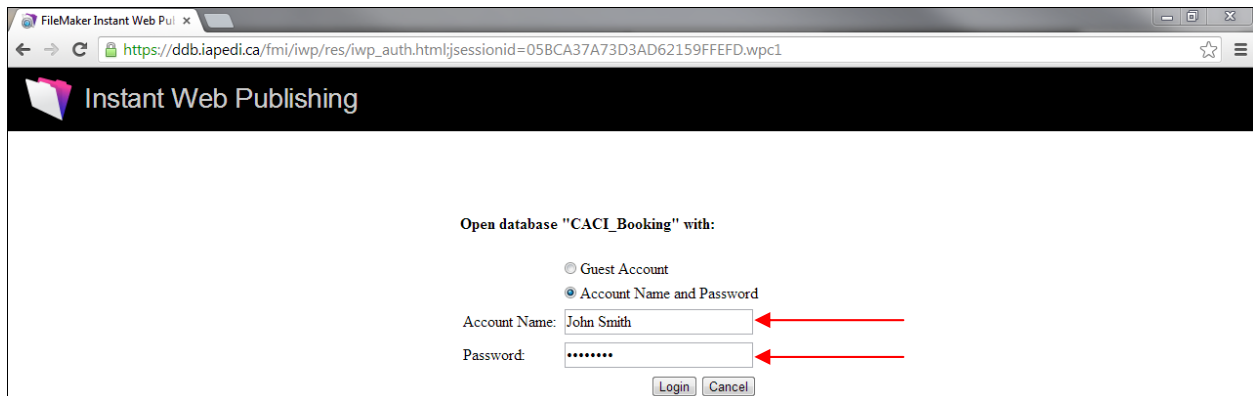 FileMaker Instant Web Pul
https://ddb.iapedi.ca/fmi/iwp/res/iwp_auth.html;jsessionid=05BCA37A73D3AD62159FFEFD.wpc1
Instant Web Publishing
Open database "CACI_Booking" with:
Guest Account
Account Name and Password
Account Name: John Smith
Password: ••••••••
Login Cancel